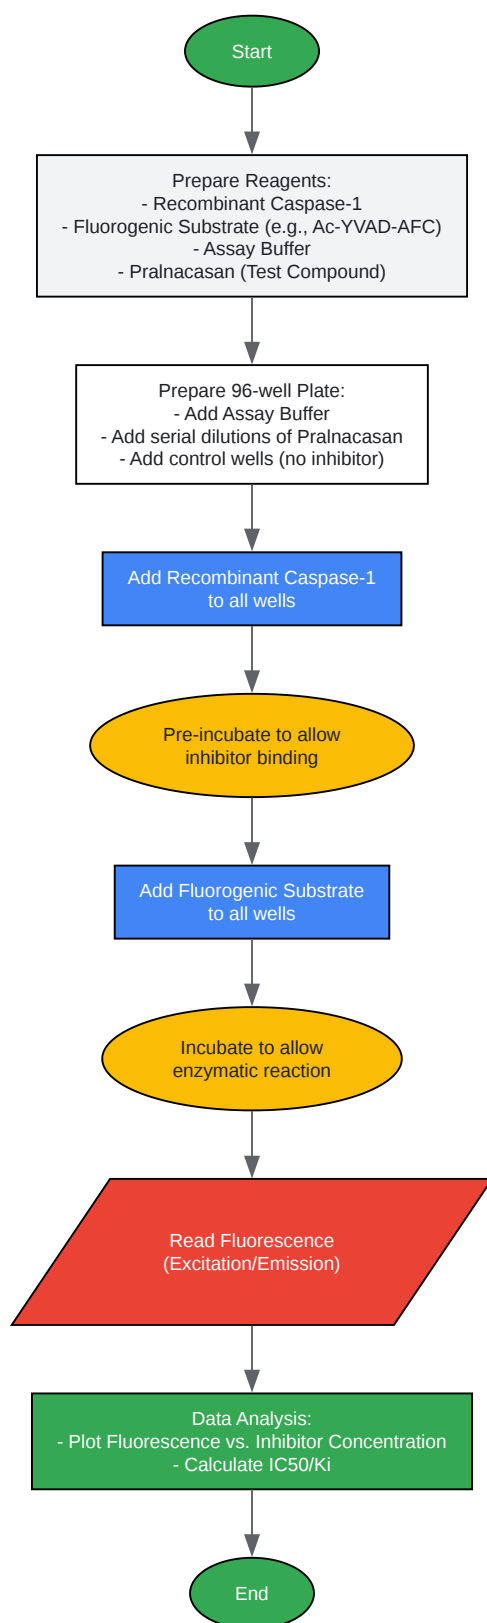 Start
Prepare Reagents:
- Recombinant Caspase-1
- Fluorogenic Substrate (e.g., Ac-YVAD-AFC)
- Assay Buffer
- Pralnacasan (Test Compound)
Prepare 96-well Plate:
- Add Assay Buffer
- Add serial dilutions of Pralnacasan
- Add control wells (no inhibitor)
Add Recombinant Caspase-1
to all wells
Pre-incubate to allow
inhibitor binding
Add Fluorogenic Substrate
to all wells
Incubate to allow
enzymatic reaction
Read Fluorescence
(Excitation/Emission)
Data Analysis:
- Plot Fluorescence vs. Inhibitor Concentration
- Calculate IC50/Ki
End